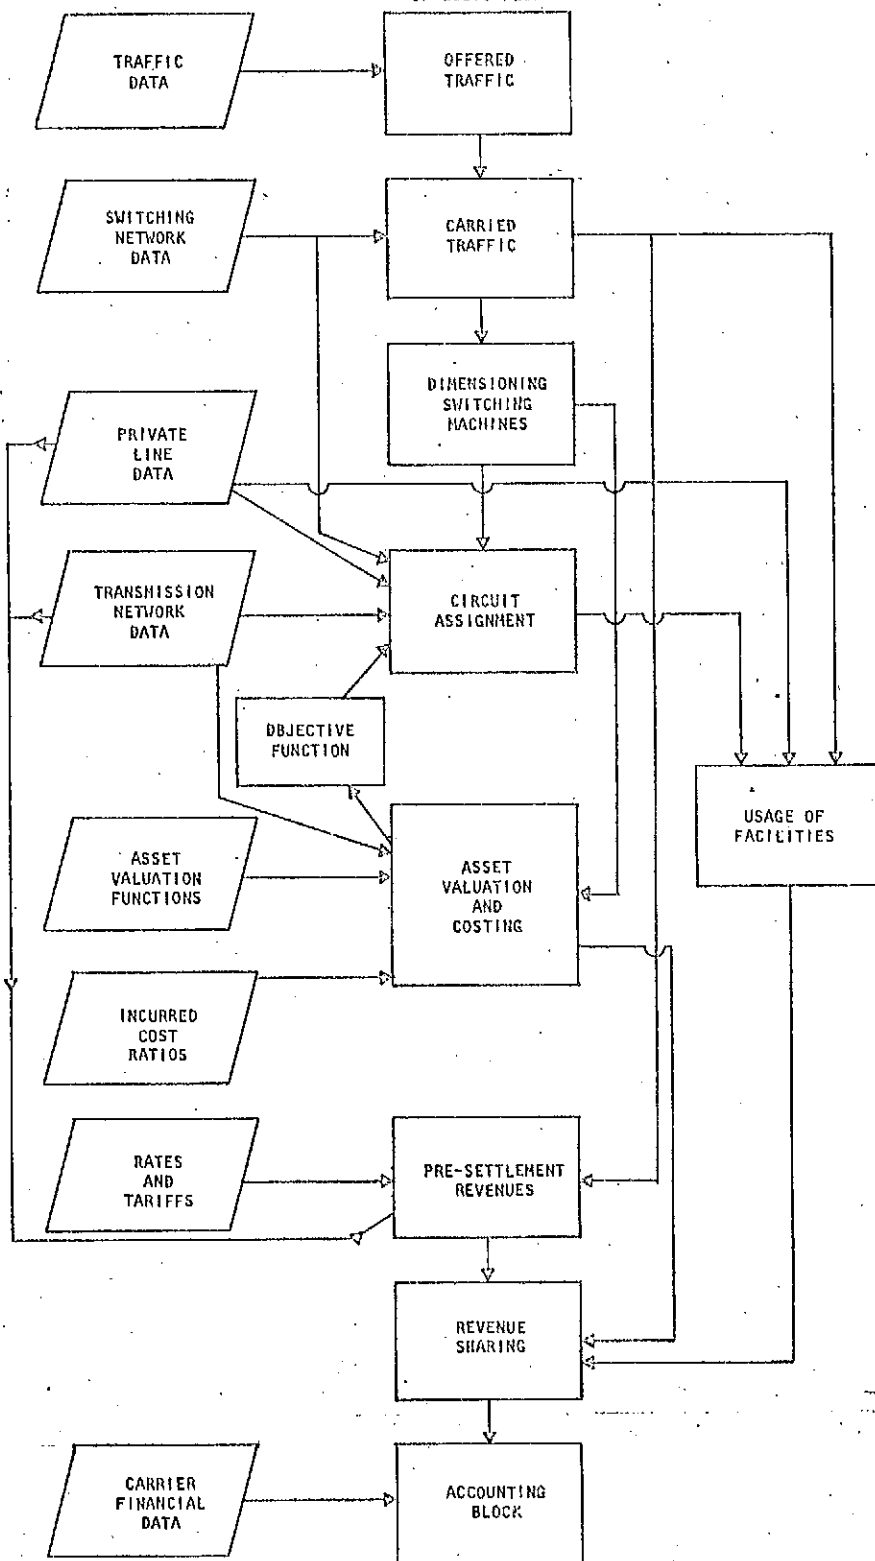 TRAFFIC
DATA
OFFERED
TRAFFIC
SWITCHING
NETWORK
DATA
CARRIED
TRAFFIC
DIMENSIONING
SWITCHING
MACHINES
PRIVATE
LINE
DATA
TRANSMISSION
NETWORK
DATA
CIRCUIT
ASSIGNMENT
OBJECTIVE
FUNCTION
USAGE OF
FACILITIES
ASSET
VALUATION
FUNCTIONS
ASSET
VALUATION
AND
COSTING
INCURRED
COST
RATIOS
RATES
AND
TARIFFS
PRE-SETTLEMENT
REVENUES
REVENUE
SHARING
CARRIER
FINANCIAL
DATA
ACCOUNTING
BLOCK